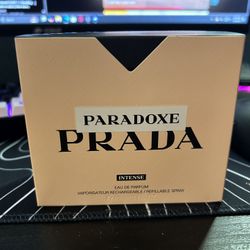 PARADOXE
PRADA
INTENSE
EAU DE PARFUM
VAPORISATEUR RECHARGEABLE / REFILLABLE SPRAY